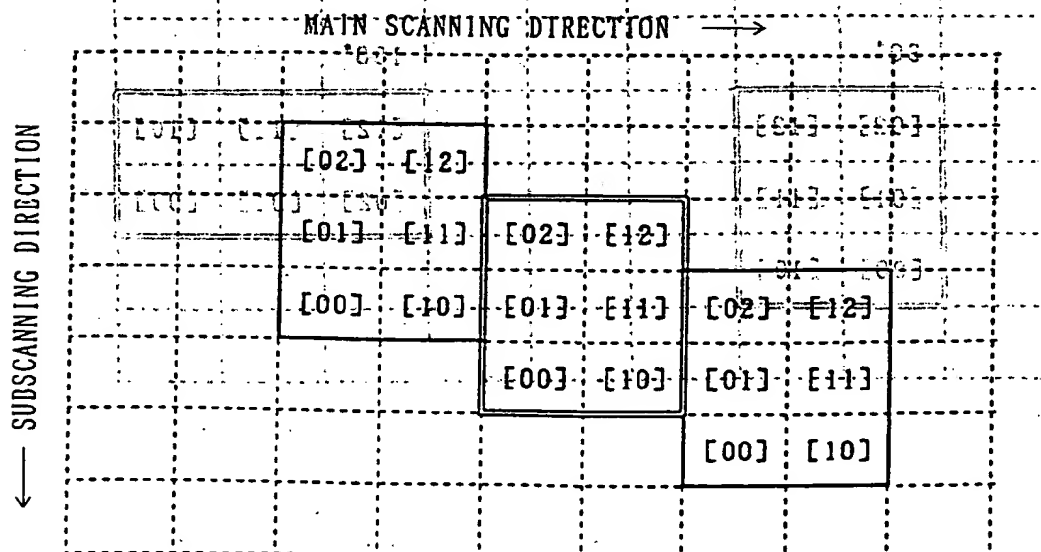 MAIN SCANNING DIRECTION →
SUBSCANNING DIRECTION →
[02] [12]
[01] [11] [02] [12]
[00] [10] [01] [11] [02] [12]
[00] [10] [01] [11]
[00] [10]